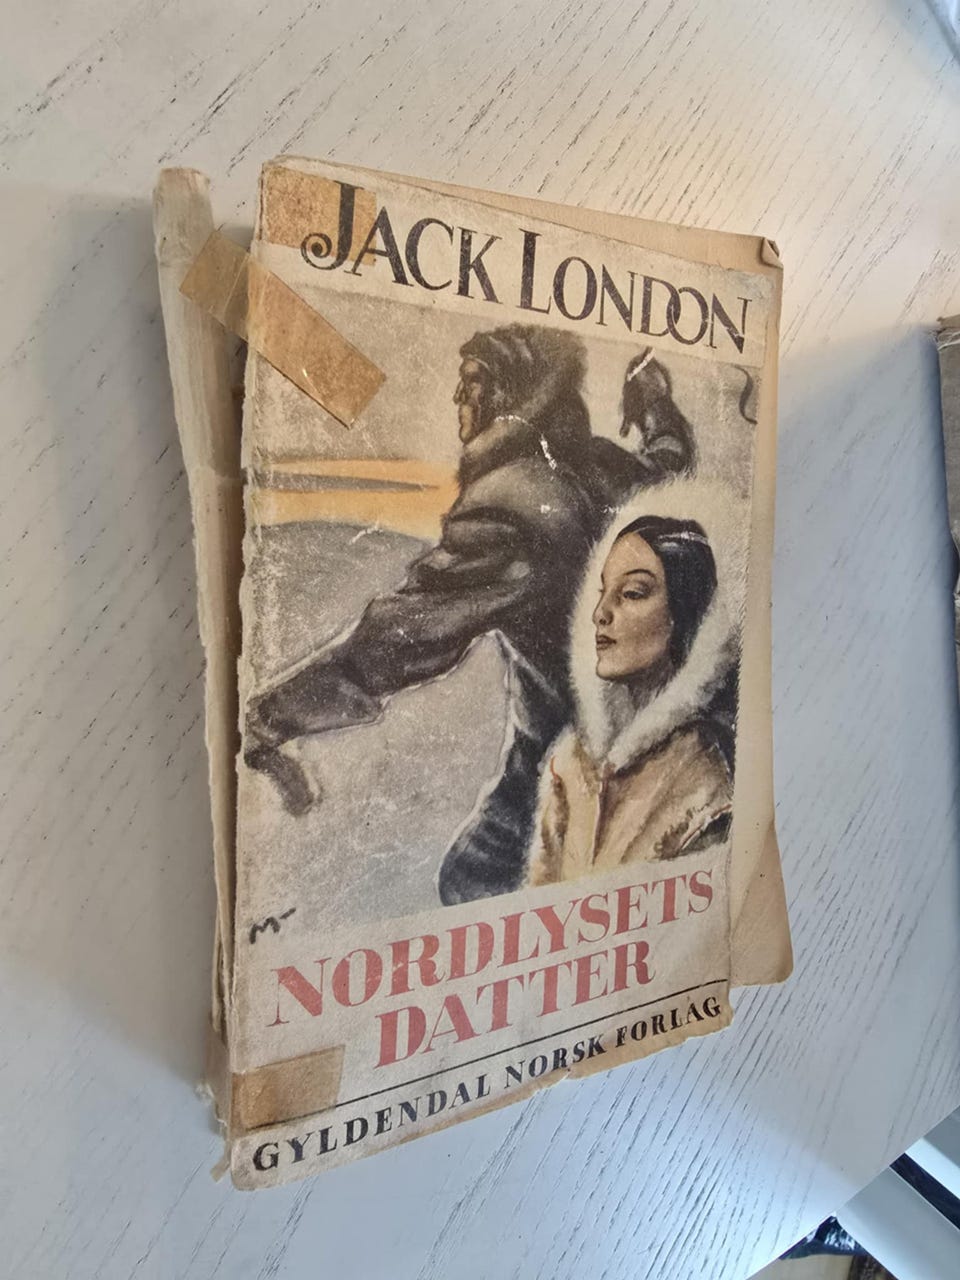 JACK LONDON
NORDLYSETS
DATTER
GYLDENDAL NORSK FORLAG